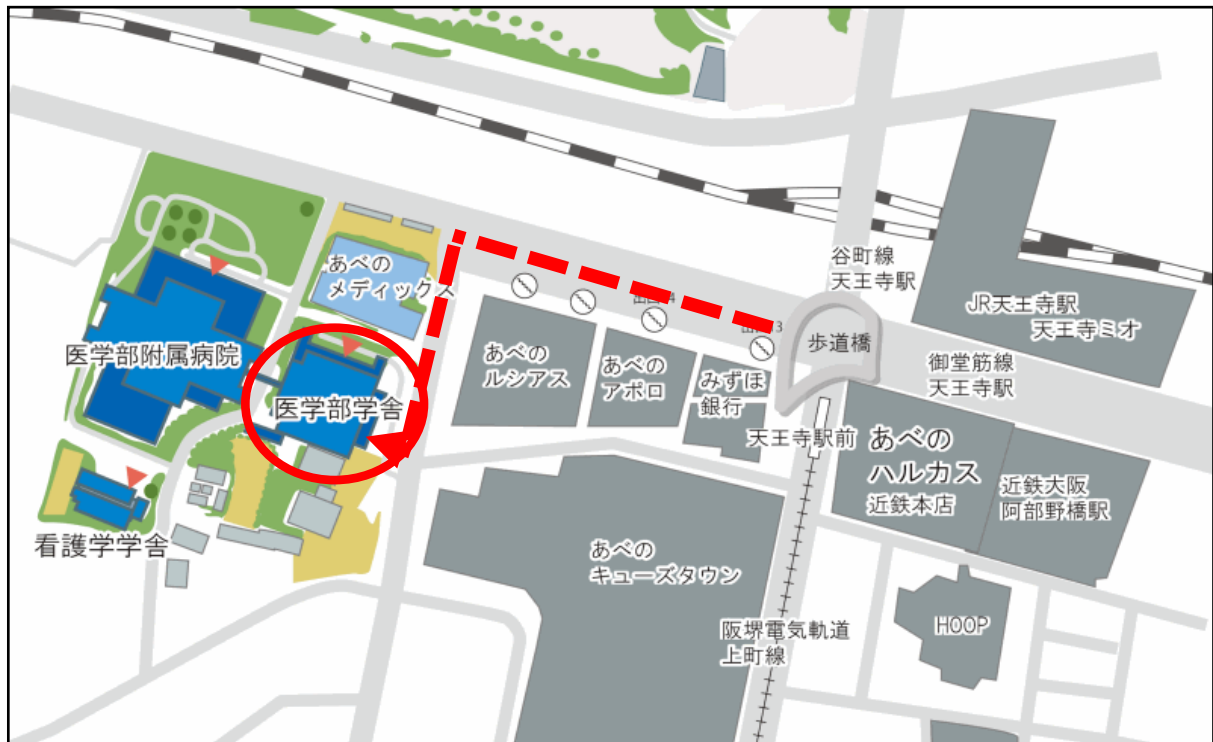 谷町線
天王寺駅
あべの
メディックス
JR天王寺駅
天王寺ミオ
歩道橋
医学部附属病院
あべの
ルシアス
あべの
アポロ
みずほ
銀行
御堂筋線
天王寺駅
医学部学舎
天王寺駅前
あべの
ハルカス
近鉄本店
近鉄大阪
阿部野橋駅
看護学学舎
あべの
キューズタウン
阪堺電気軌道
上町線
HOOP